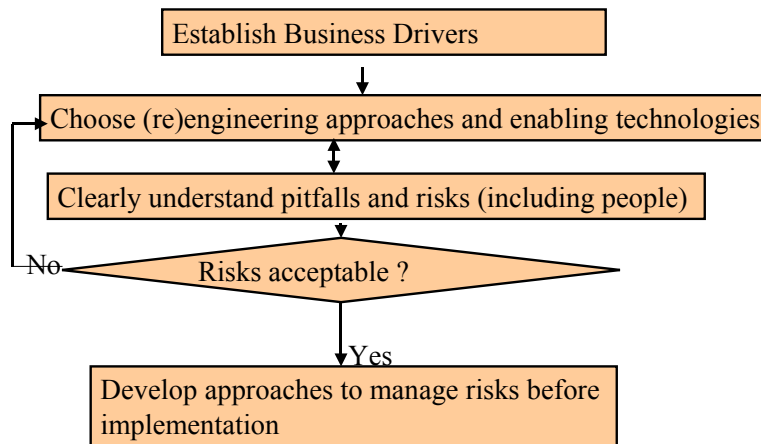 Establish Business Drivers
Choose (re)engineering approaches and enabling technologies
Clearly understand pitfalls and risks (including people)
No
Risks acceptable ?
Yes
Develop approaches to manage risks before
implementation